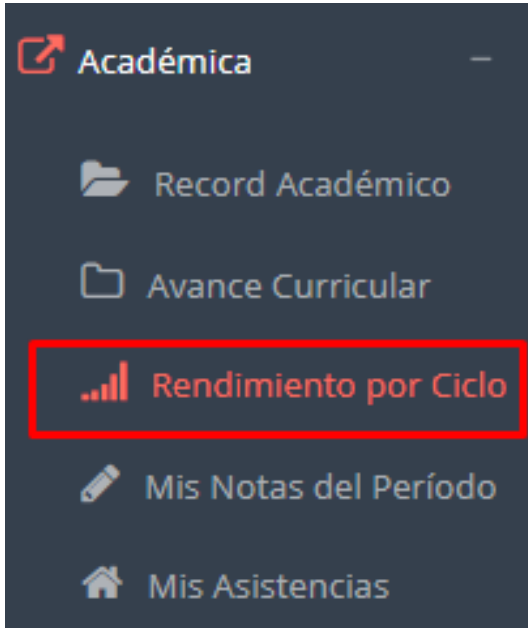 Académica
Record Académico
Avance Curricular
Rendimiento por Ciclo
Mis Notas del Período
Mis Asistencias